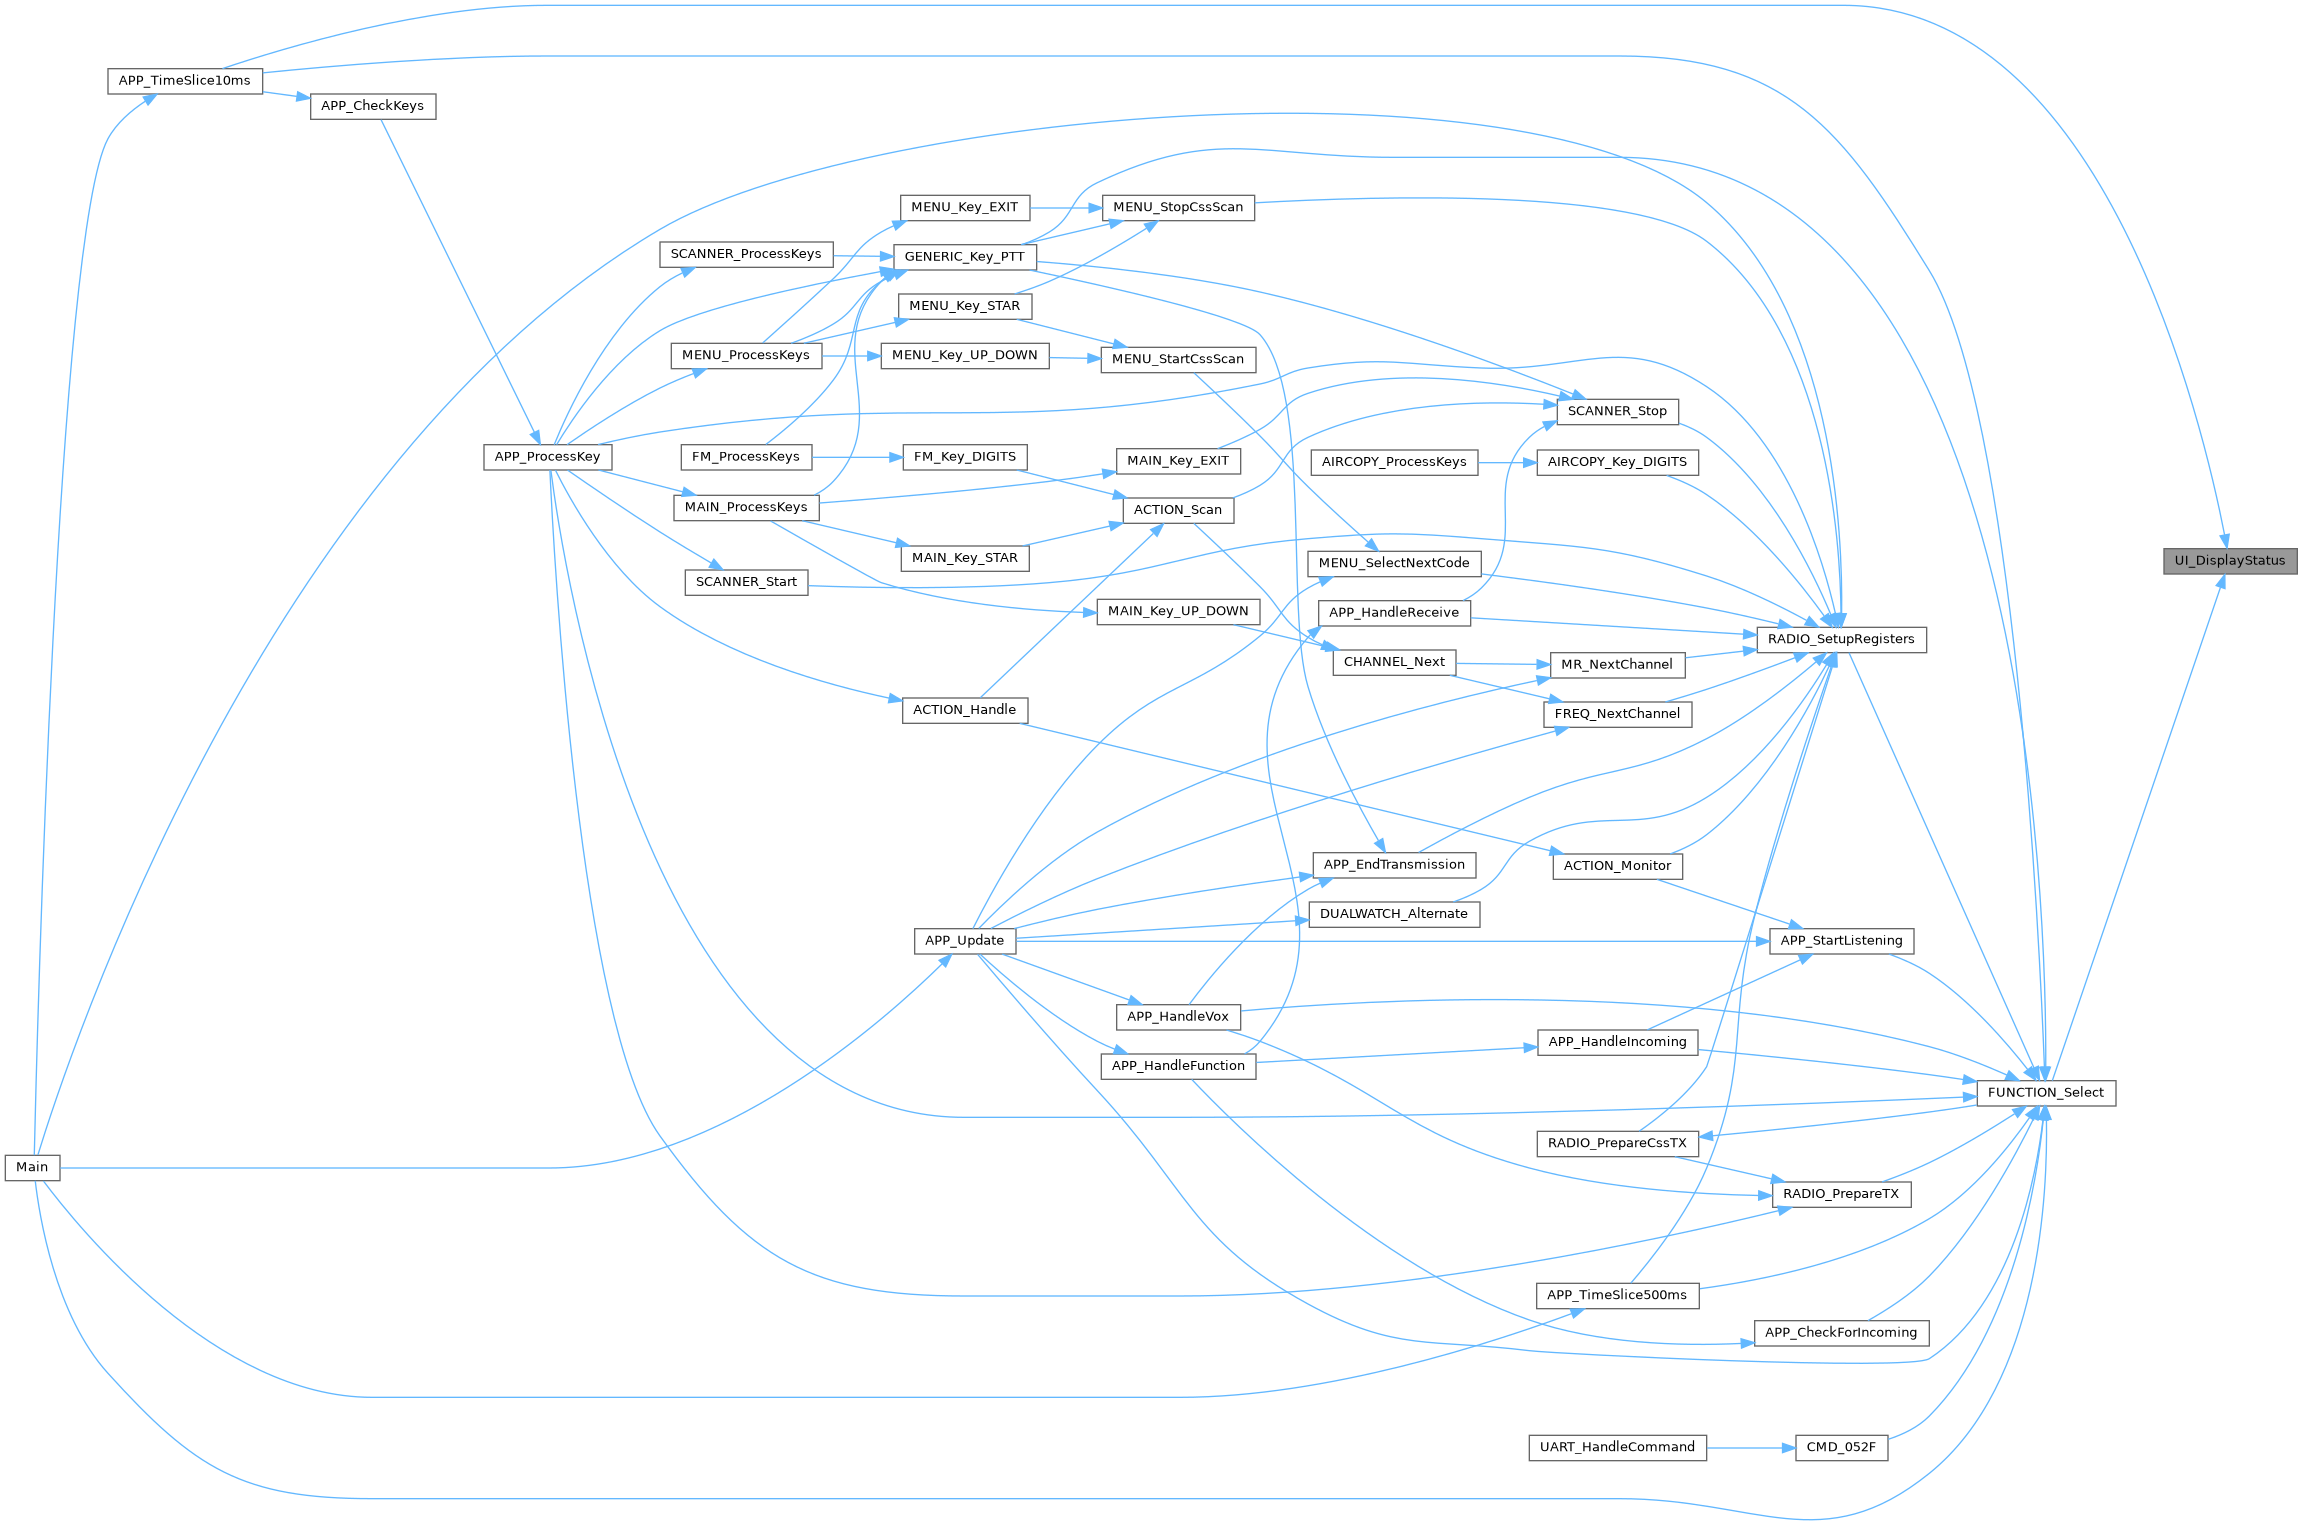 APP_TimeSlice10ms
APP_CheckKeys
MENU_Key_EXIT
MENU_StopCssScan
SCANNER_ProcessKeys
GENERIC_Key_PTT
MENU_Key_STAR
MENU_ProcessKeys
MENU_Key_UP_DOWN
MENU_StartCssScan
SCANNER_Stop
APP_ProcessKey
FM_ProcessKeys
FM_Key_DIGITS
MAIN_Key_EXIT
AIRCOPY_ProcessKeys
AIRCOPY_Key_DIGITS
MAIN_ProcessKeys
ACTION_Scan
MAIN_Key_STAR
MENU_SelectNextCode
UI_DisplayStatus
SCANNER_Start
MAIN_Key_UP_DOWN
APP_HandleReceive
RADIO_SetupRegisters
CHANNEL_Next
MR_NextChannel
ACTION_Handle
FREQ_NextChannel
APP_EndTransmission
ACTION_Monitor
DUALWATCH_Alternate
APP_Update
APP_StartListening
APP_HandleVox
APP_HandleIncoming
APP_HandleFunction
FUNCTION_Select
RADIO_PrepareCssTX
Main
RADIO_PrepareTX
APP_TimeSlice500ms
APP_CheckForIncoming
UART_HandleCommand
CMD_052F